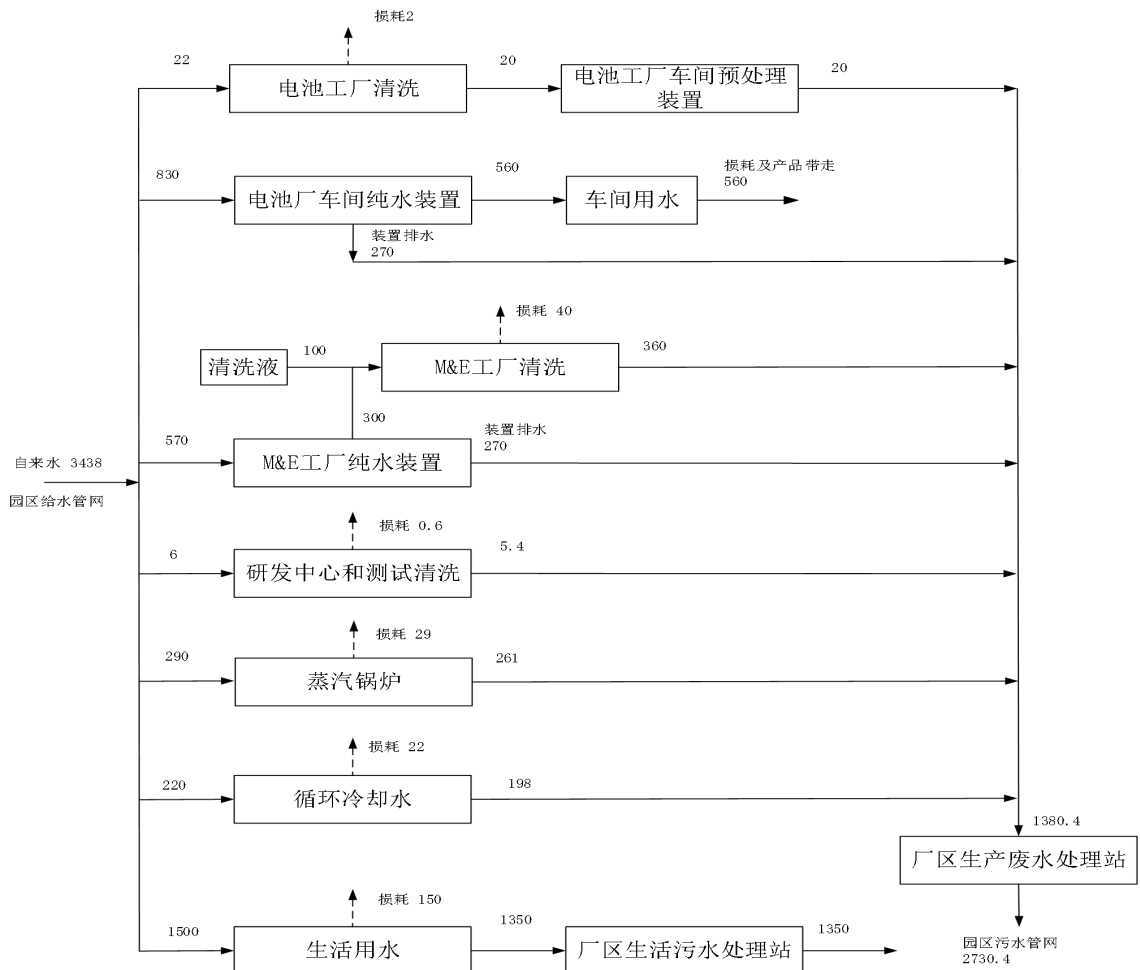 损耗2
22
电池工厂清洗
20
电池工厂车间预处理
装置
20
830
电池厂车间纯水装置
560
车间用水
损耗及产品带走
560
装置排水
270
损耗 40
清洗液
100
M&E工厂清洗
360
300
570
M&E工厂纯水装置
装置排水
270
自来水 3438
园区给水管网
损耗 0.6
6
研发中心和测试清洗
5.4
损耗 29
290
蒸汽锅炉
261
损耗 22
220
循环冷却水
198
1380.4
厂区生产废水处理站
损耗 150
1500
生活用水
1350
厂区生活污水处理站
1350
园区污水管网
2730.4